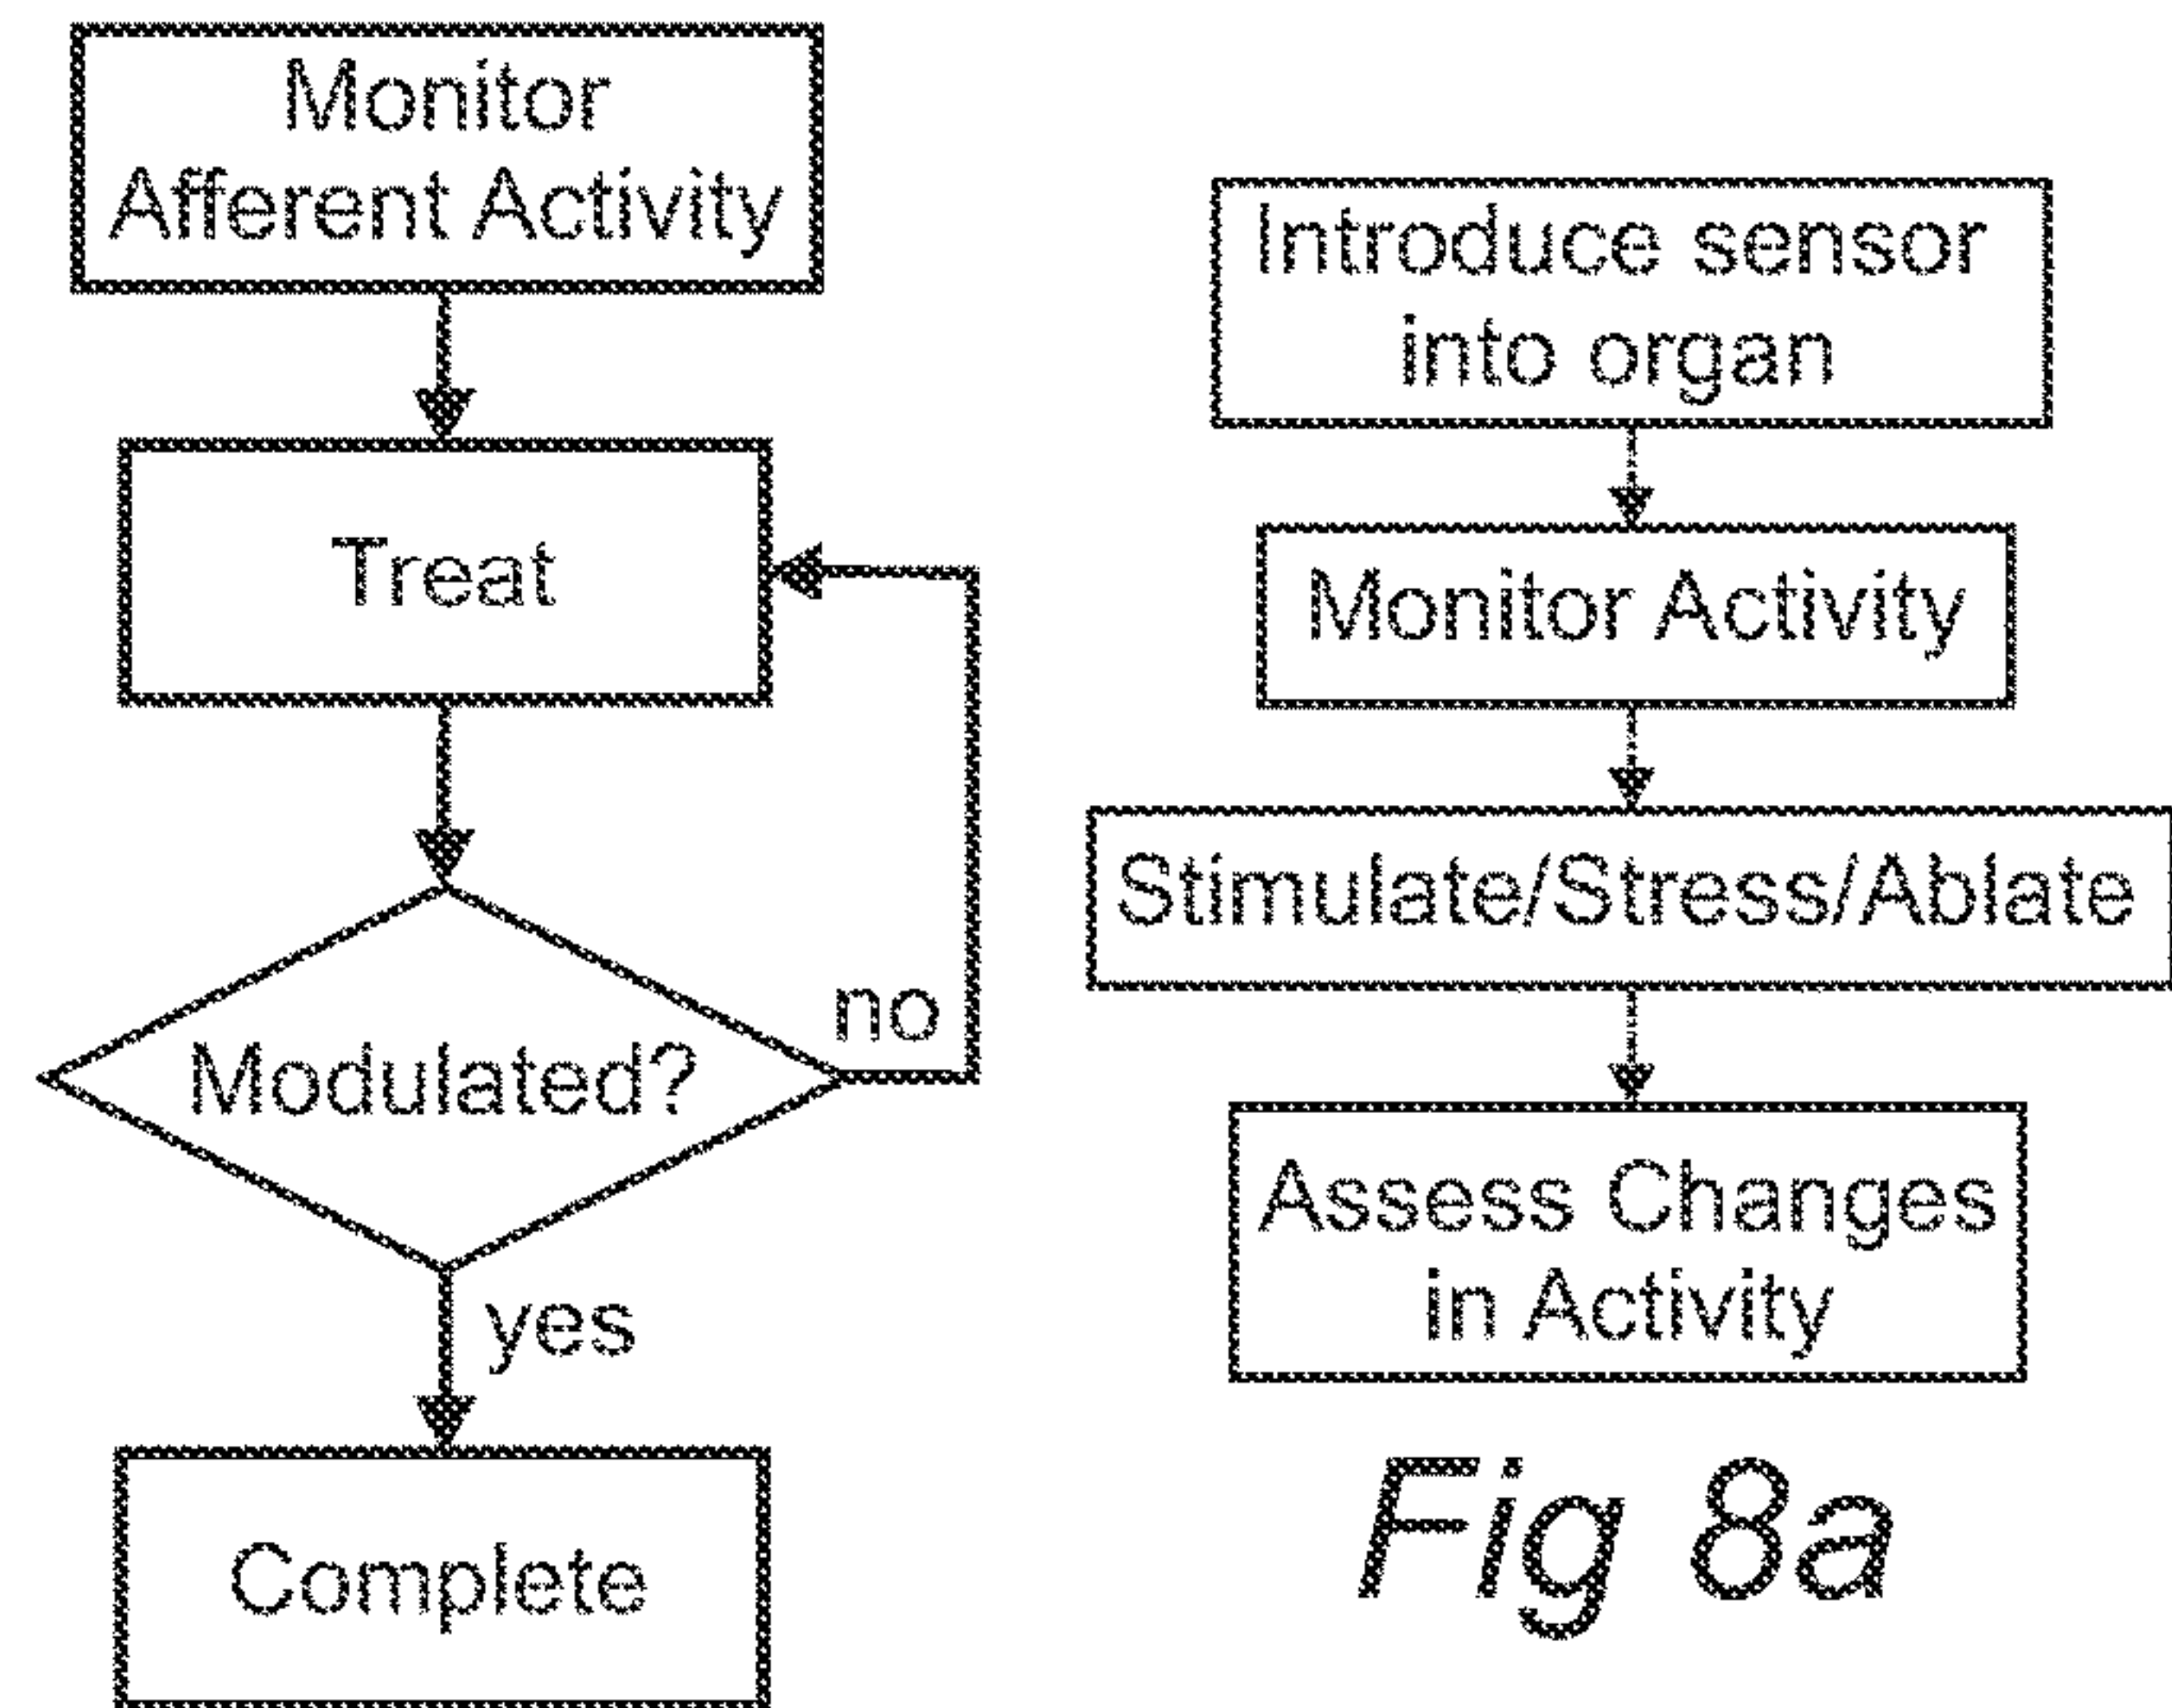 Monitor
Afferent Activity
Treat
Modulated?
no
yes
Complete
Introduce sensor
into organ
Monitor Activity
Stimulate/Stress/Ablate
Assess Changes
in Activity
Fig 8a